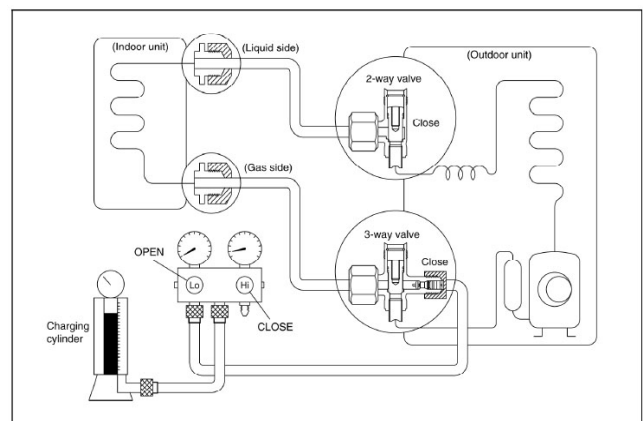 (Indoor unit)
(Liquid side)
(Outdoor unit)
2-way valve
Close
(Gas side)
3-way valve
Close
OPEN
Lo
Hi
CLOSE
Charging
cylinder